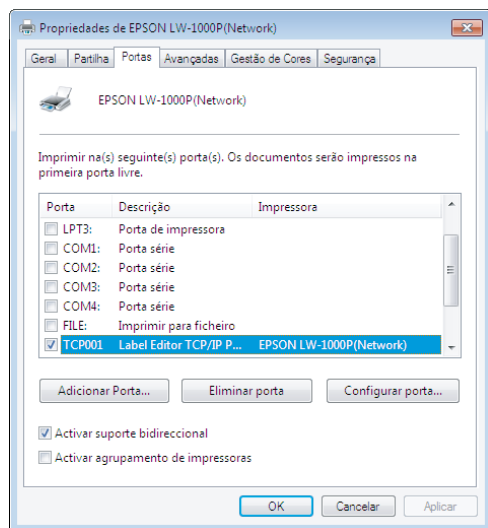 Propriedades de EPSON LW-1000P(Network)
Geral Partilha Portas Avançadas Gestão de Cores Segurança
EPSON LW-1000P(Network)
Imprimir na(s) seguinte(s) porta(s). Os documentos serão impressos na
primeira porta livre.
Porta Descrição Impressora
LPT3: Porta de impressora
COM1: Porta série
COM2: Porta série
COM3: Porta série
COM4: Porta série
FILE: Imprimir para ficheiro
TCP001 Label Editor TCP/IP P... EPSON LW-1000P(Network)
Adicionar Porta... Eliminar porta Configurar porta...
Activar suporte bidireccional
Activar agrupamento de impressoras
OK Cancelar Aplicar